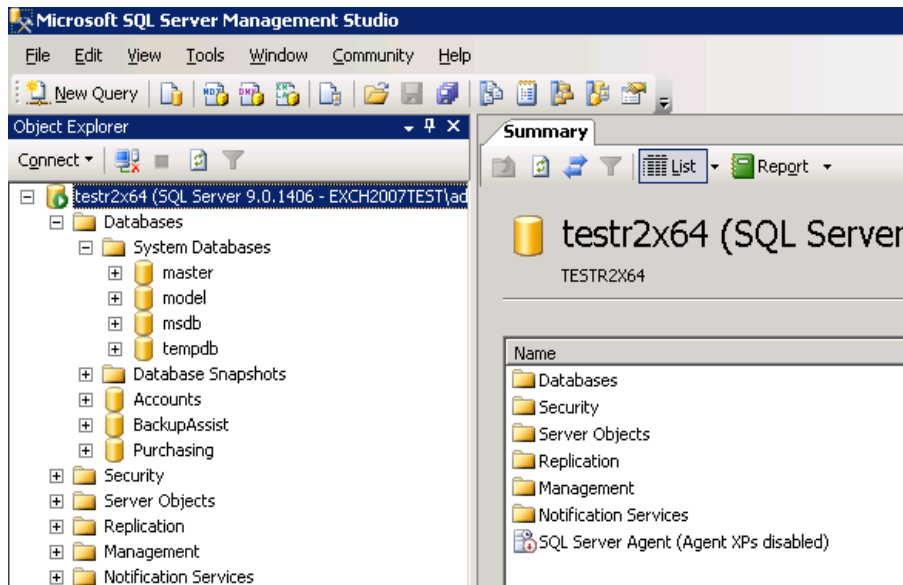 Microsoft SQL Server Management Studio
File Edit View Tools Window Community Help
New Query
Object Explorer
Connect
testr2x64 (SQL Server 9.0.1406 - EXCH2007TEST\ad
Databases
System Databases
master
model
msdb
tempdb
Database Snapshots
Accounts
BackupAssist
Purchasing
Security
Server Objects
Replication
Management
Notification Services
Summary
List Report
testr2x64 (SQL Server
TESTR2X64
Name
Databases
Security
Server Objects
Replication
Management
Notification Services
SQL Server Agent (Agent XPs disabled)